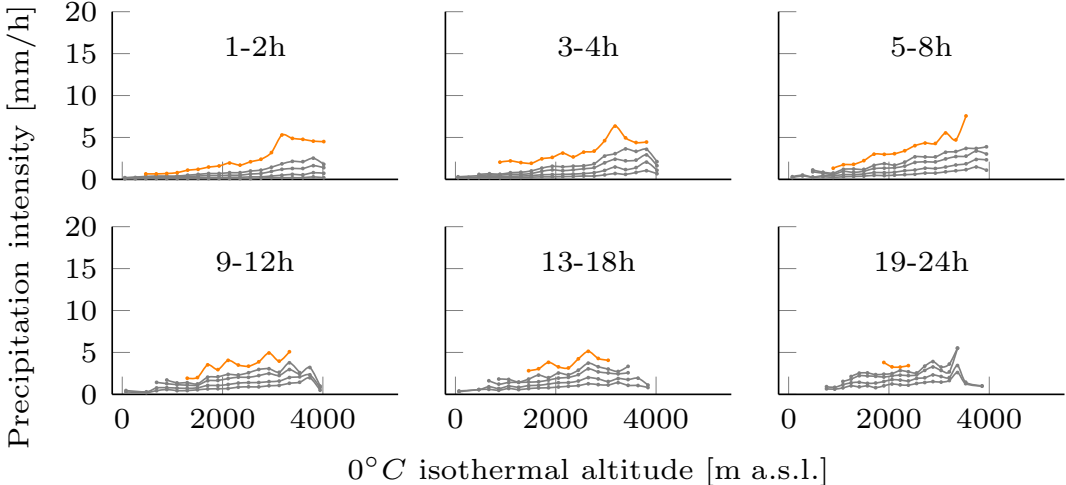 Precipitation intensity [mm/h]
20
15
10
5
0
1-2h
3-4h
5-8h
20
15
10
5
0
9-12h
13-18h
19-24h
0 2000 4000
0 2000 4000
0 2000 4000
0°C isothermal altitude [m a.s.l.]